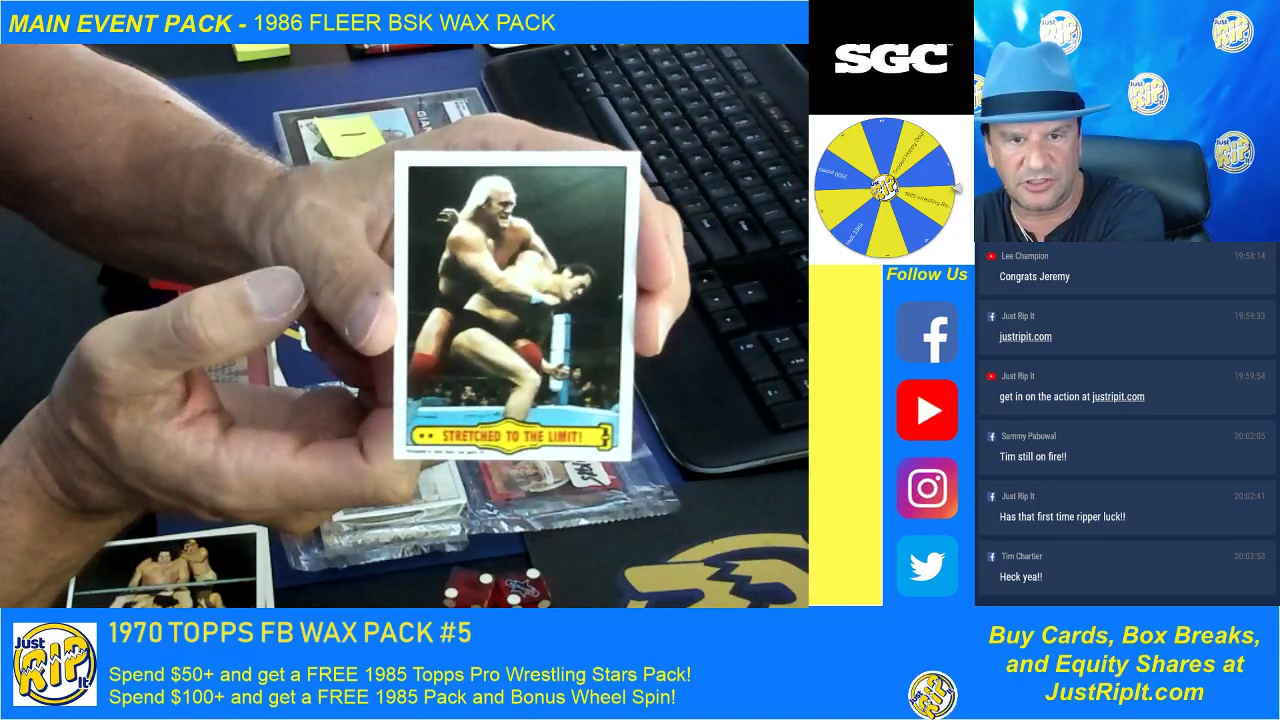 MAIN EVENT PACK - 1986 FLEER BSK WAX PACK
SGC
Follow Us
STRETCHED TO THE LIMIT!
Lee Champion 19:58:14
Congrats Jeremy
Just Rip It 19:59:33
justripit.com
Just Rip It 19:59:54
get in on the action at justripit.com
Sammy Pabuwal 20:02:05
Tim still on fire!!
Just Rip It 20:02:41
Has that first time ripper luck!!
Tim Chartier 20:02:53
Heck yea!!
Just
RIP
It
1970 TOPPS FB WAX PACK #5
Spend $50+ and get a FREE 1985 Topps Pro Wrestling Stars Pack!
Spend $100+ and get a FREE 1985 Pack and Bonus Wheel Spin!
Buy Cards, Box Breaks,
and Equity Shares at
JustRipIt.com